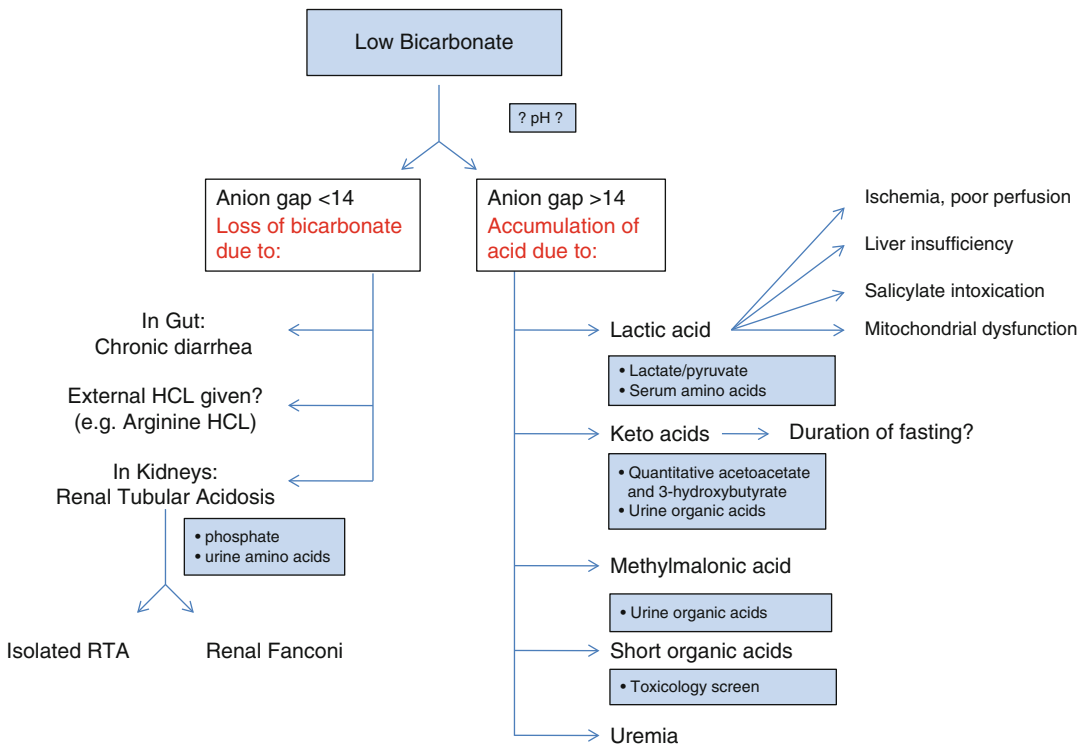 Low Bicarbonate
? pH ?
Anion gap <14
Loss of bicarbonate
due to:
Anion gap >14
Accumulation of
acid due to:
In Gut:
Chronic diarrhea
External HCL given?
(e.g. Arginine HCL)
In Kidneys:
Renal Tubular Acidosis
• phosphate
• urine amino acids
Isolated RTA
Renal Fanconi
Lactic acid
Ischemia, poor perfusion
Liver insufficiency
Salicylate intoxication
Mitochondrial dysfunction
• Lactate/pyruvate
• Serum amino acids
Keto acids
Duration of fasting?
• Quantitative acetoacetate
and 3-hydroxybutyrate
• Urine organic acids
Methylmalonic acid
• Urine organic acids
Short organic acids
• Toxicology screen
Uremia